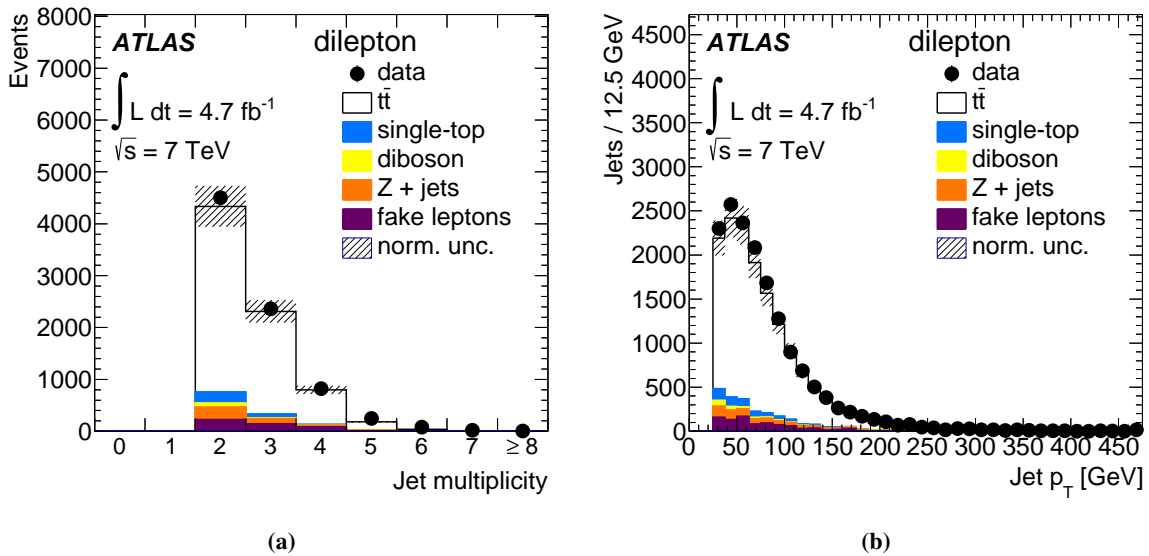 Events
8000
7000
6000
5000
4000
3000
2000
1000
0
ATLAS dilepton
∫ L dt = 4.7 fb⁻¹
√s = 7 TeV
data
tt̄
single-top
diboson
Z + jets
fake leptons
norm. unc.
0 1 2 3 4 5 6 7 ≥ 8
Jet multiplicity
(a)
Jets / 12.5 GeV
4500
4000
3500
3000
2500
2000
1500
1000
500
0
ATLAS dilepton
∫ L dt = 4.7 fb⁻¹
√s = 7 TeV
data
tt̄
single-top
diboson
Z + jets
fake leptons
norm. unc.
0 50 100 150 200 250 300 350 400 450
Jet p_T [GeV]
(b)